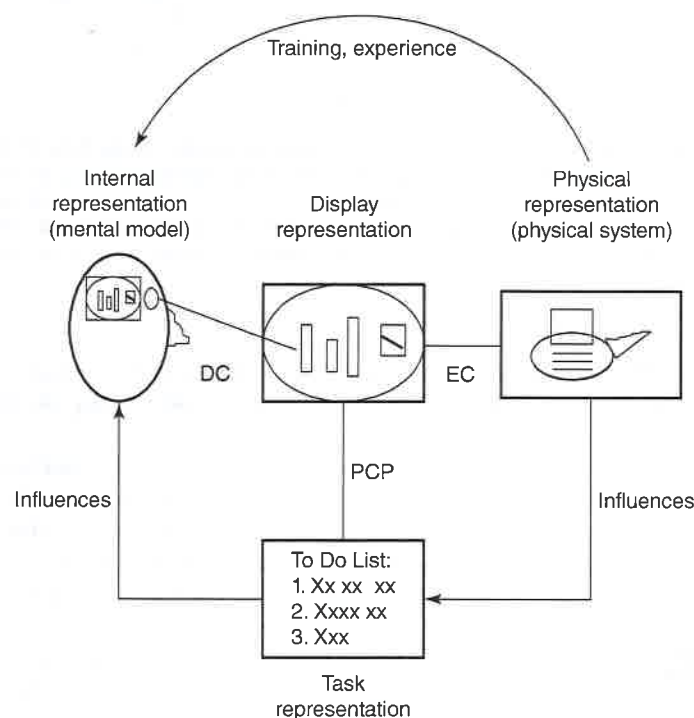 Training, experience
Internal
representation
(mental model)
Display
representation
Physical
representation
(physical system)
DC
EC
PCP
Influences
Influences
To Do List:
1. Xx xx xx
2. Xxxx xx
3. Xxx
Task
representation